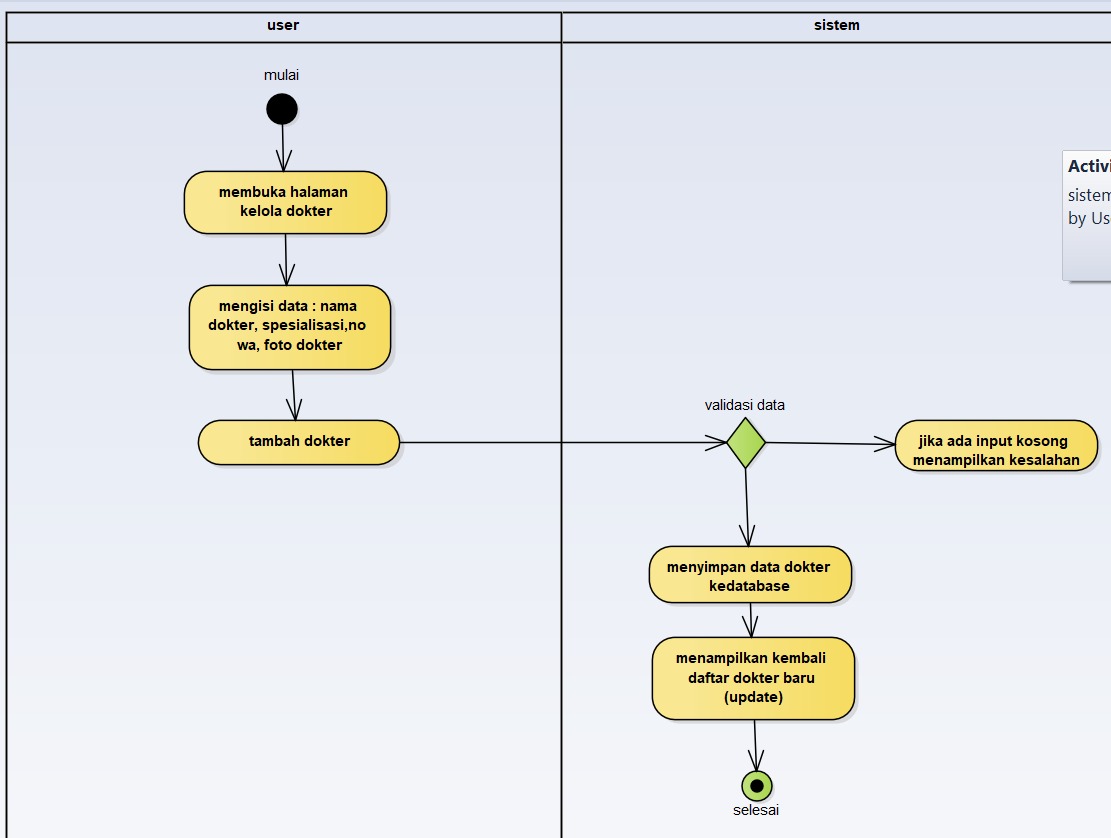 user
sistem
mulai
membuka halaman
kelola dokter
mengisi data : nama
dokter, spesialisasi,no
wa, foto dokter
tambah dokter
validasi data
jika ada input kosong
menampilkan kesalahan
menyimpan data dokter
kedatabase
menampilkan kembali
daftar dokter baru
(update)
selesai
sistem
by